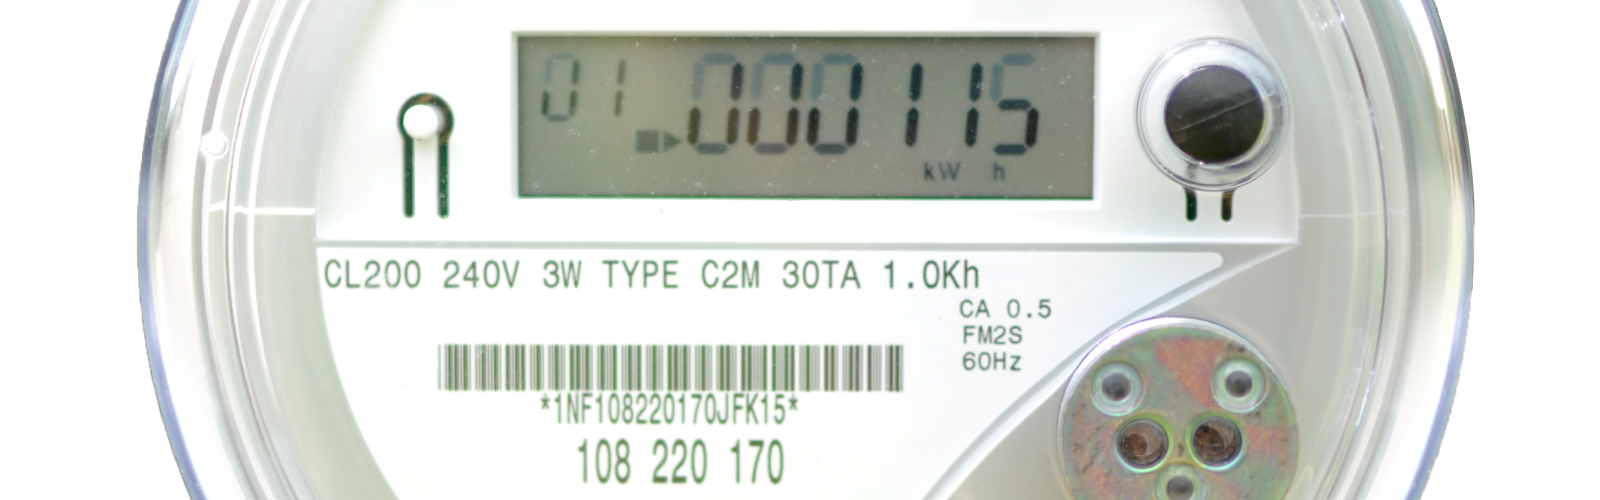 01 000115
kW h
CL200 240V 3W TYPE C2M 30TA 1.0Kh
CA 0.5
FM2S
60Hz
*1NF108220170JFK15*
108 220 170